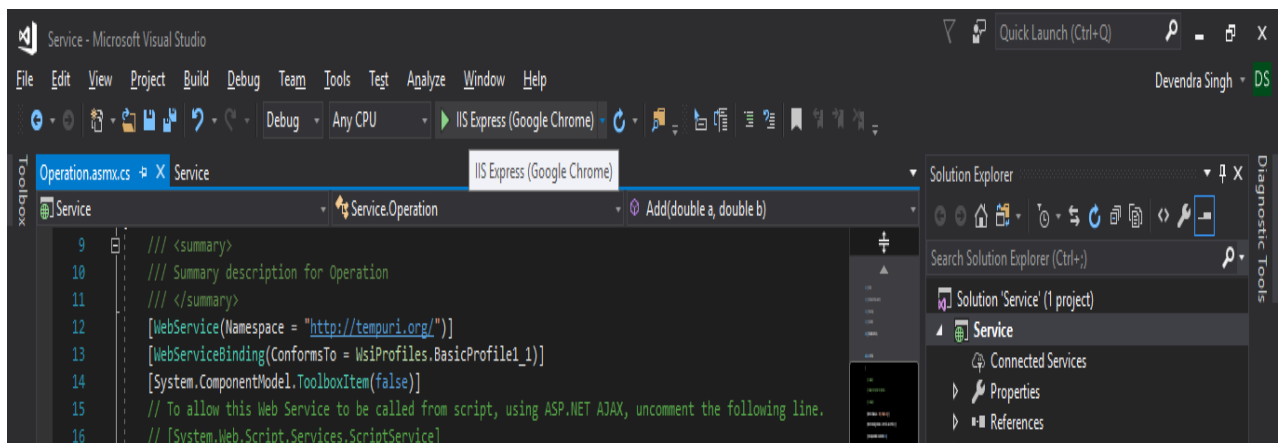 Service - Microsoft Visual Studio
Quick Launch (Ctrl+Q)
File Edit View Project Build Debug Team Tools Test Analyze Window Help
Devendra Singh DS
Debug Any CPU IIS Express (Google Chrome)
IIS Express (Google Chrome)
Toolbox
Operation.asmx.cs Service
Service Service.Operation Add(double a, double b)
9 /// <summary>
10 /// Summary description for Operation
11 /// </summary>
12 [WebService(Namespace = "http://tempuri.org/")]
13 [WebServiceBinding(ConformsTo = WsiProfiles.BasicProfile1_1)]
14 [System.ComponentModel.ToolboxItem(false)]
15 // To allow this Web Service to be called from script, using ASP.NET AJAX, uncomment the following line.
16 // [System.Web.Script.Services.ScriptService]
Solution Explorer
Search Solution Explorer (Ctrl+;)
Solution 'Service' (1 project)
Service
Connected Services
Properties
References
Diagnostic Tools